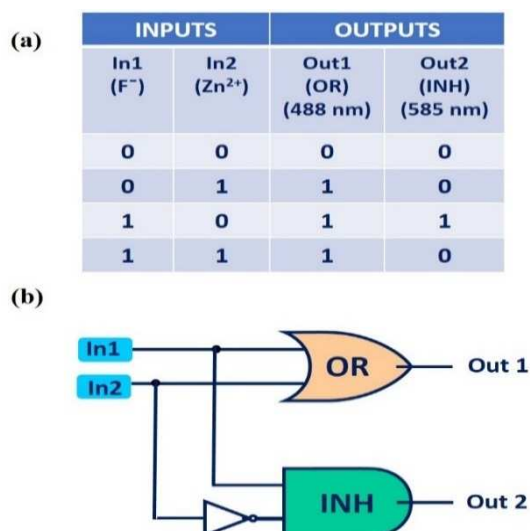 (a)
INPUTS OUTPUTS
In1 In2 Out1 Out2
(F⁻) (Zn²⁺) (OR) (INH)
(488 nm) (585 nm)
0 0 0 0
0 1 1 0
1 0 1 1
1 1 1 0
(b)
In1
In2
OR
Out 1
INH
Out 2